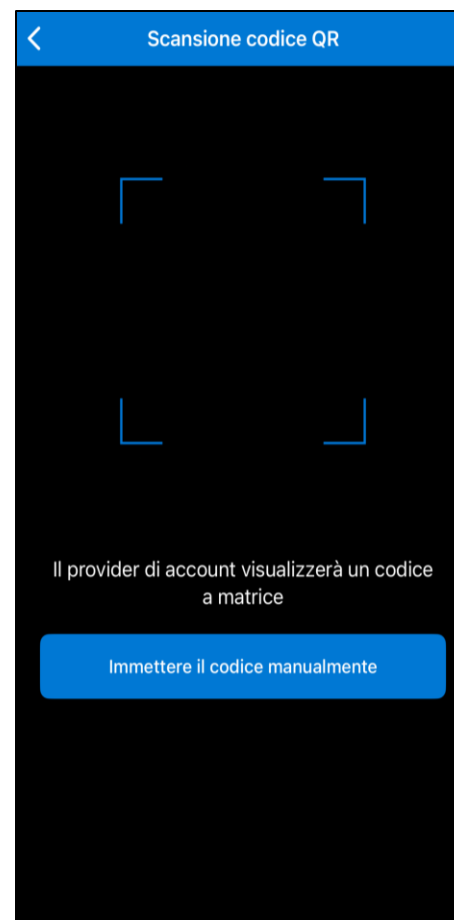 Scansione codice QR
Il provider di account visualizzerà un codice
a matrice
Immettere il codice manualmente